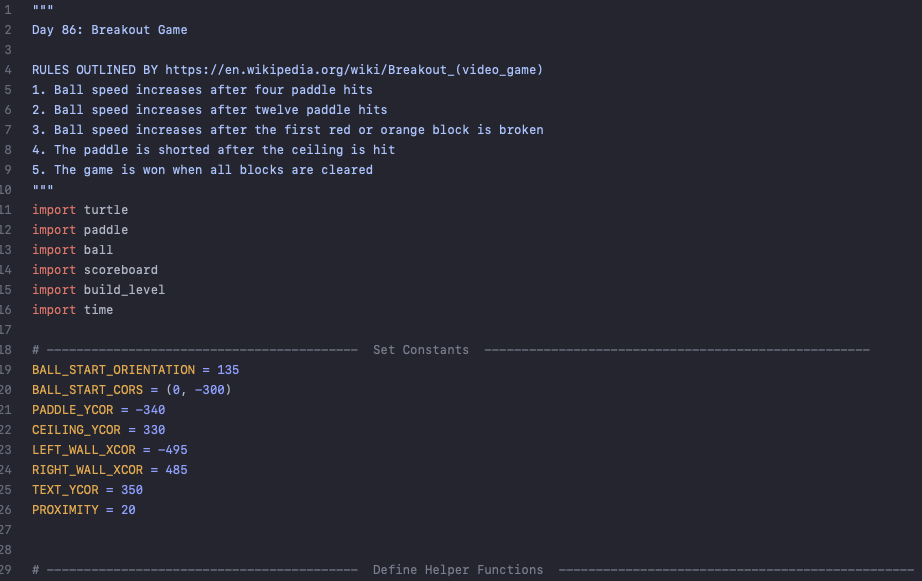 1 """
2 Day 86: Breakout Game
3
4 RULES OUTLINED BY https://en.wikipedia.org/wiki/Breakout_(video_game)
5 1. Ball speed increases after four paddle hits
6 2. Ball speed increases after twelve paddle hits
7 3. Ball speed increases after the first red or orange block is broken
8 4. The paddle is shorted after the ceiling is hit
9 5. The game is won when all blocks are cleared
10 """
11 import turtle
12 import paddle
13 import ball
14 import scoreboard
15 import build_level
16 import time
17
18 # ------------------------------------------ Set Constants ----------------------------------------------------
19 BALL_START_ORIENTATION = 135
20 BALL_START_CORS = (0, -300)
21 PADDLE_YCOR = -340
22 CEILING_YCOR = 330
23 LEFT_WALL_XCOR = -495
24 RIGHT_WALL_XCOR = 485
25 TEXT_YCOR = 350
26 PROXIMITY = 20
27
28
29 # ------------------------------------------ Define Helper Functions ------------------------------------------------